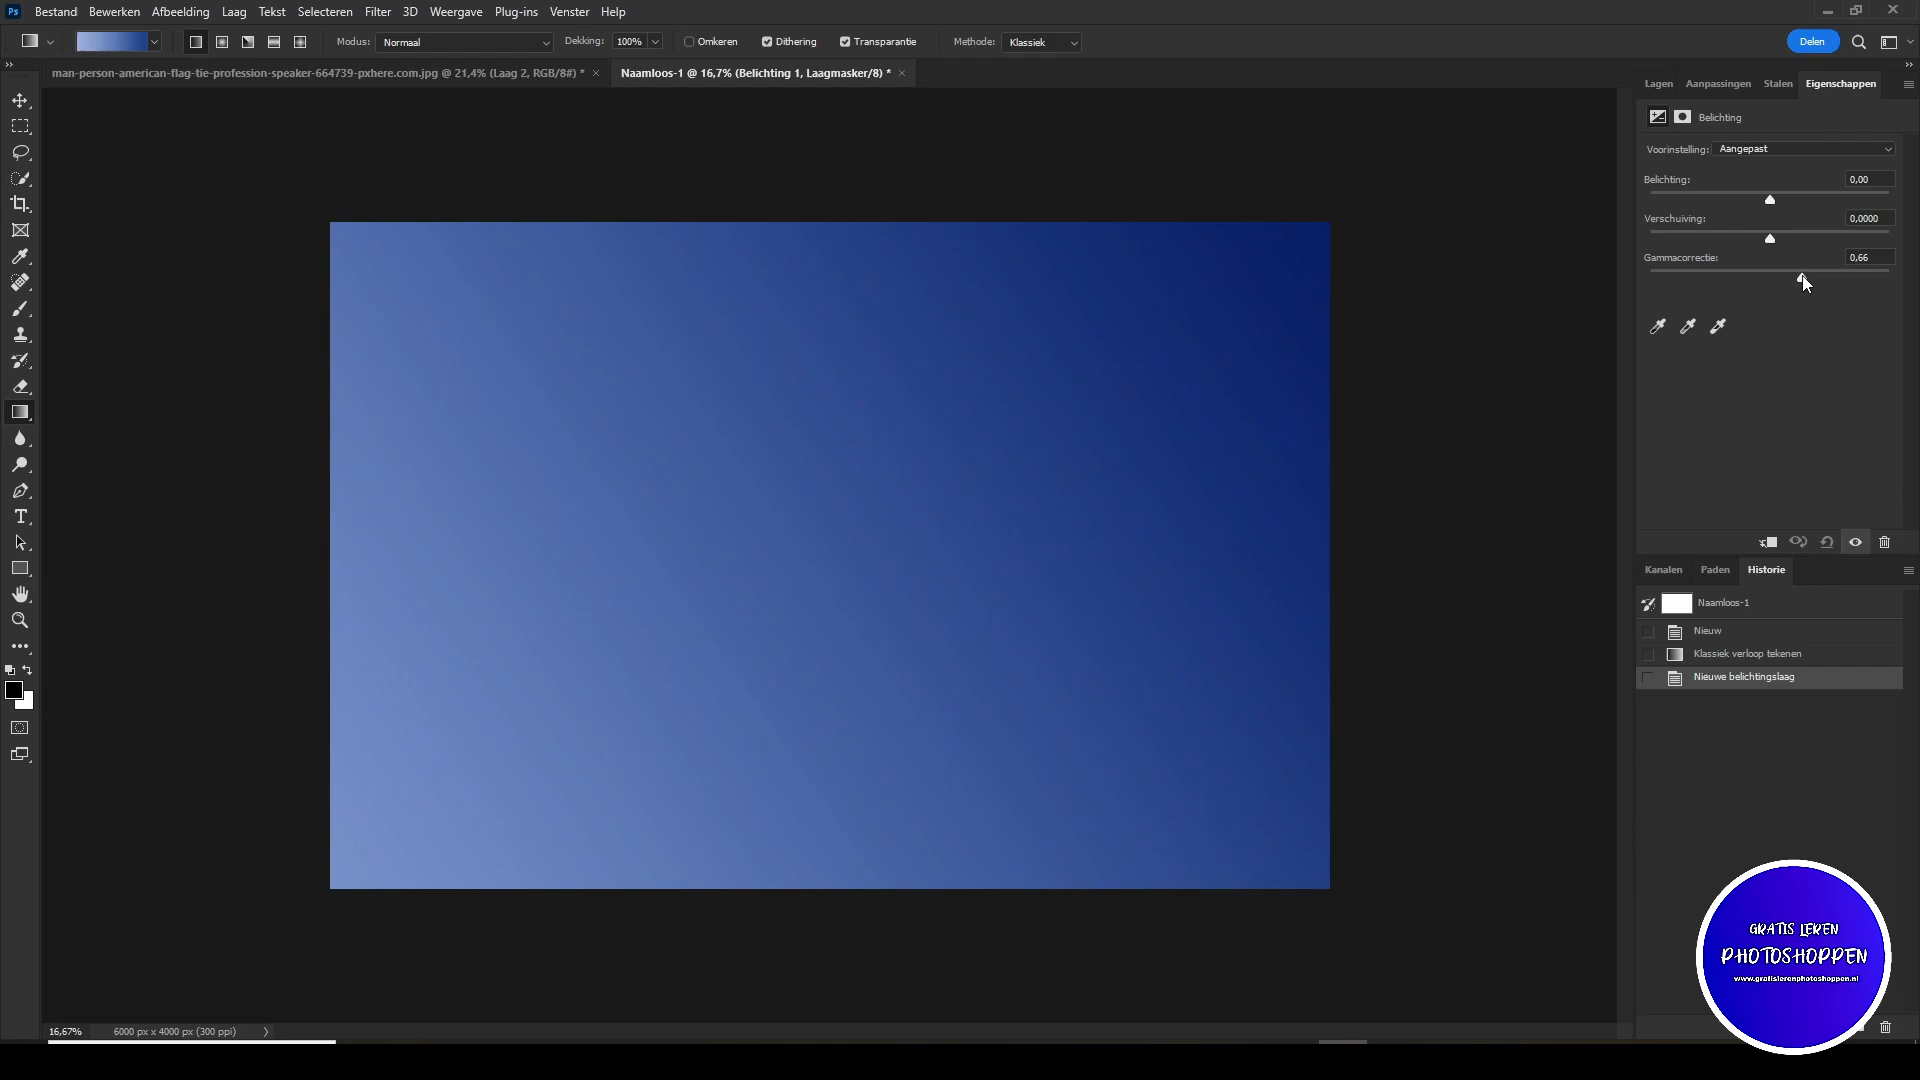 Ps Bestand Bewerken Afbeelding Laag Tekst Selecteren Filter 3D Weergave Plug-ins Venster Help
Modus: Normaal Dekking: 100% Omkeren Dithering Transparantie Methode: Klassiek Delen
man-person-american-flag-tie-profession-speaker-664739-pxhere.com.jpg @ 21,4% (Laag 2, RGB/8#) * Naamloos-1 @ 16,7% (Belichting 1, Laagmasker/8) *
Lagen Aanpassingen Stalen Eigenschappen
Belichting
Voorinstelling: Aangepast
Belichting: 0,00
Verschuiving: 0,0000
Gammacorrectie: 0,66
Kanalen Paden Historie
Naamloos-1
Nieuw
Klassiek verloop tekenen
Nieuwe belichtingslaag
GRATIS LEREN
PHOTOSHOPPEN
www.gratislerenphotoshoppen.nl
16,67% 6000 px x 4000 px (300 ppi)